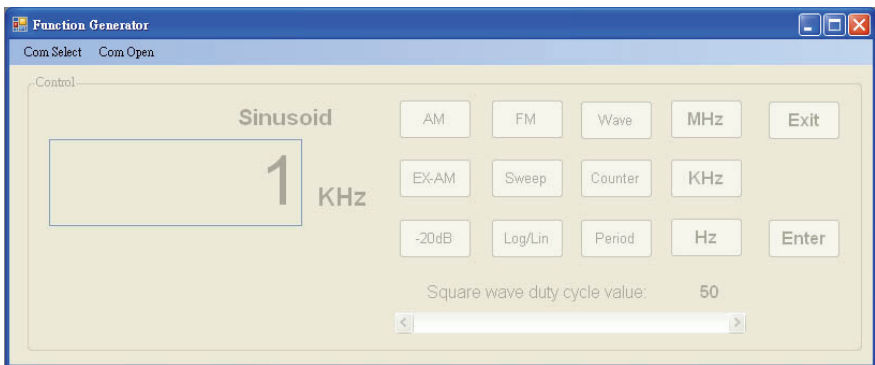 Function Generator
Com Select Com Open
Control
Sinusoid
1 KHz
AM FM Wave MHz Exit
EX-AM Sweep Counter KHz
-20dB Log/Lin Period Hz Enter
Square wave duty cycle value: 50